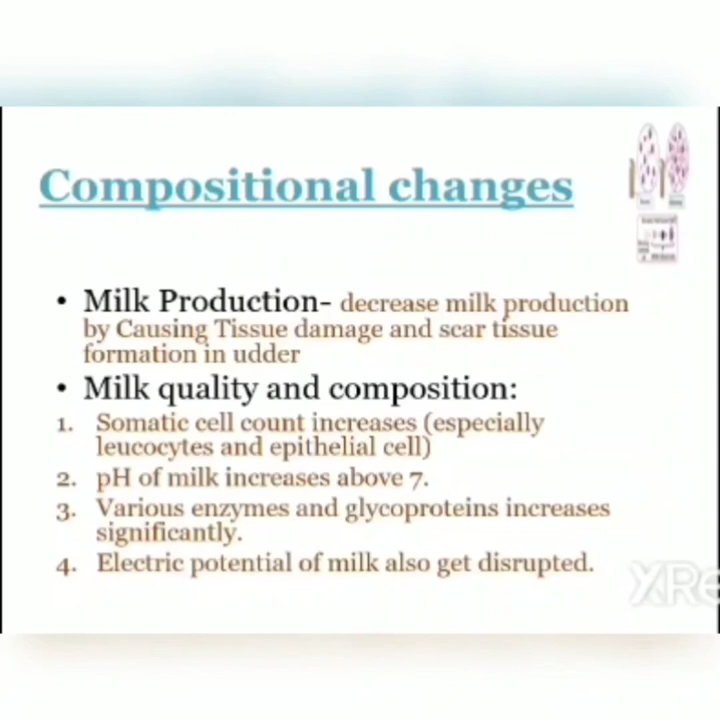 Compositional changes
• Milk Production- decrease milk production
by Causing Tissue damage and scar tissue
formation in udder
• Milk quality and composition:
1. Somatic cell count increases (especially
leucocytes and epithelial cell)
2. pH of milk increases above 7.
3. Various enzymes and glycoproteins increases
significantly.
4. Electric potential of milk also get disrupted.
XRe